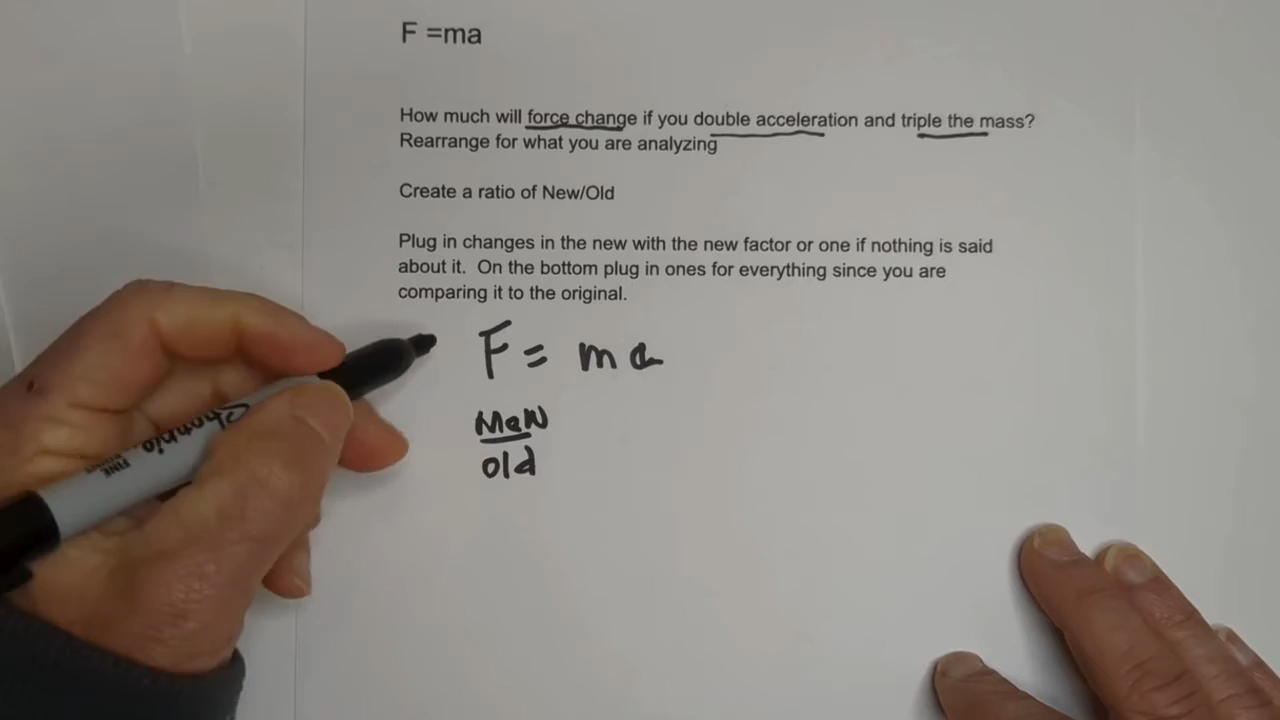 F =ma
How much will force change if you double acceleration and triple the mass?
Rearrange for what you are analyzing
Create a ratio of New/Old
Plug in changes in the new with the new factor or one if nothing is said
about it. On the bottom plug in ones for everything since you are
comparing it to the original.
F = ma
New
old
Sharpie
FINE